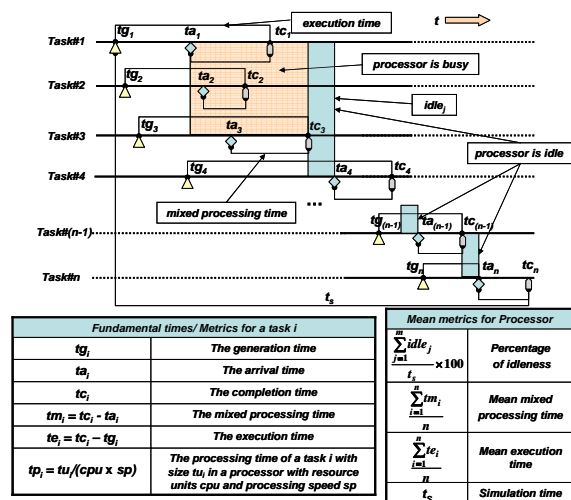 execution time
t
tg1
ta1
tc1
Task#1
processor is busy
tg2
ta2
tc2
Task#2
idlej
tg3
ta3
tc3
Task#3
processor is idle
tg4
ta4
tc4
Task#4
mixed processing time
...
tg(n-1)
ta(n-1)
tc(n-1)
Task#(n-1)
tgn
tan
tcn
Task#n
ts
Fundamental times/ Metrics for a task i
tgi The generation time
tai The arrival time
tci The completion time
tmi = tci - tai The mixed processing time
tei = tci – tgi The execution time
tpi = tui/(cpu x sp) The processing time of a task i with
size tui in a processor with resource
units cpu and processing speed sp
Mean metrics for Processor
∑j=1m idlej / ts ×100 Percentage
of idleness
∑i=1n tmi / n Mean mixed
processing time
∑i=1n tei / n Mean execution
time
tS Simulation time